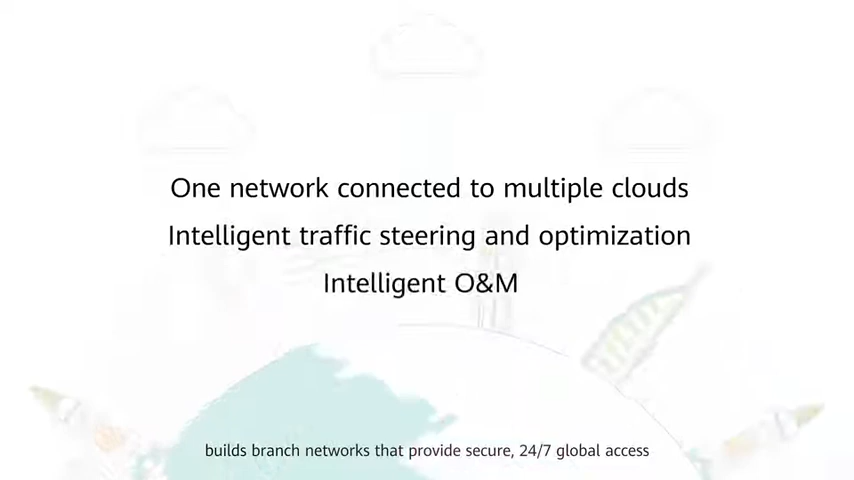 One network connected to multiple clouds
Intelligent traffic steering and optimization
Intelligent O&M
builds branch networks that provide secure, 24/7 global access